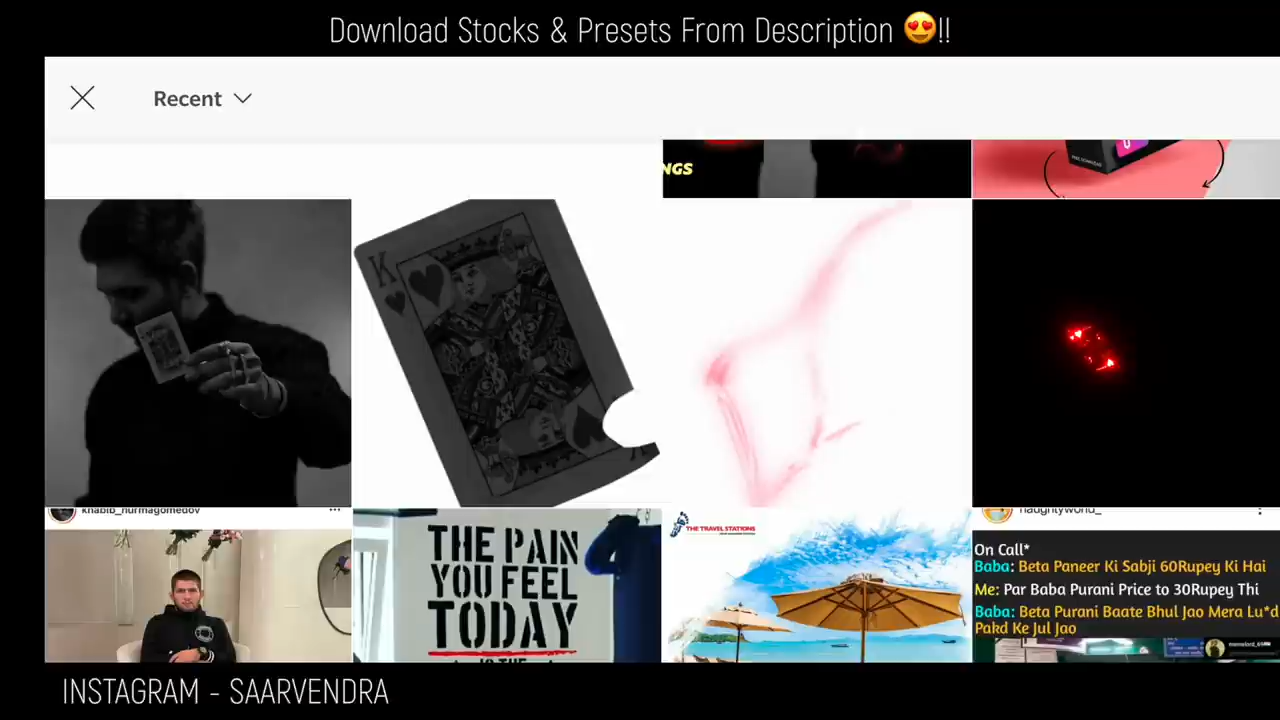 Download Stocks & Presets From Description 😍!!
Recent
NGS
K
khabib_nurmagomedov
THE PAIN
YOU FEEL
TODAY
THE TRAVEL STATIONS
naughtyworld_
On Call*
Baba: Beta Paneer Ki Sabji 60Rupey Ki Hai
Me: Par Baba Purani Price to 30Rupey Thi
Baba: Beta Purani Baate Bhul Jao Mera Lu*d
Pakd Ke Jul Jao
INSTAGRAM - SAARVENDRA